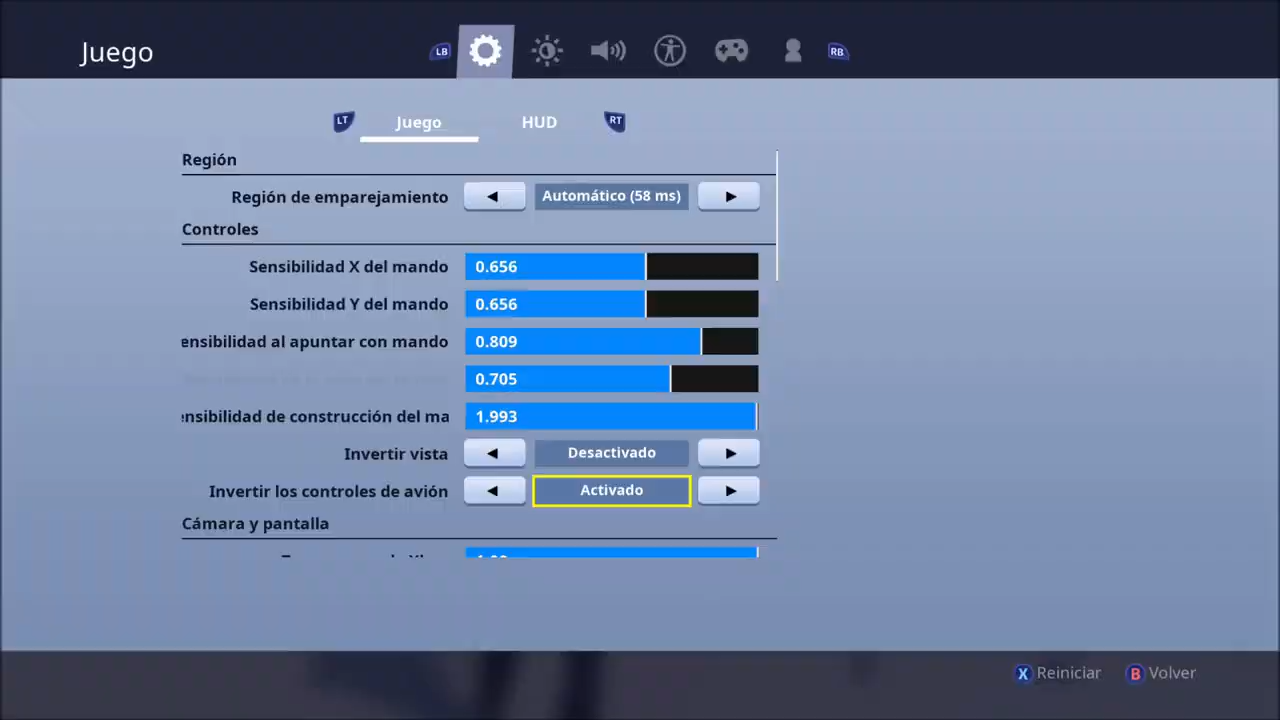 Juego
LB
RB
LT
Juego
HUD
RT
Región
Región de emparejamiento
Automático (58 ms)
Controles
Sensibilidad X del mando
0.656
Sensibilidad Y del mando
0.656
ensibilidad al apuntar con mando
0.809
0.705
ensibilidad de construcción del ma
1.993
Invertir vista
Desactivado
Invertir los controles de avión
Activado
Cámara y pantalla
X Reiniciar
B Volver